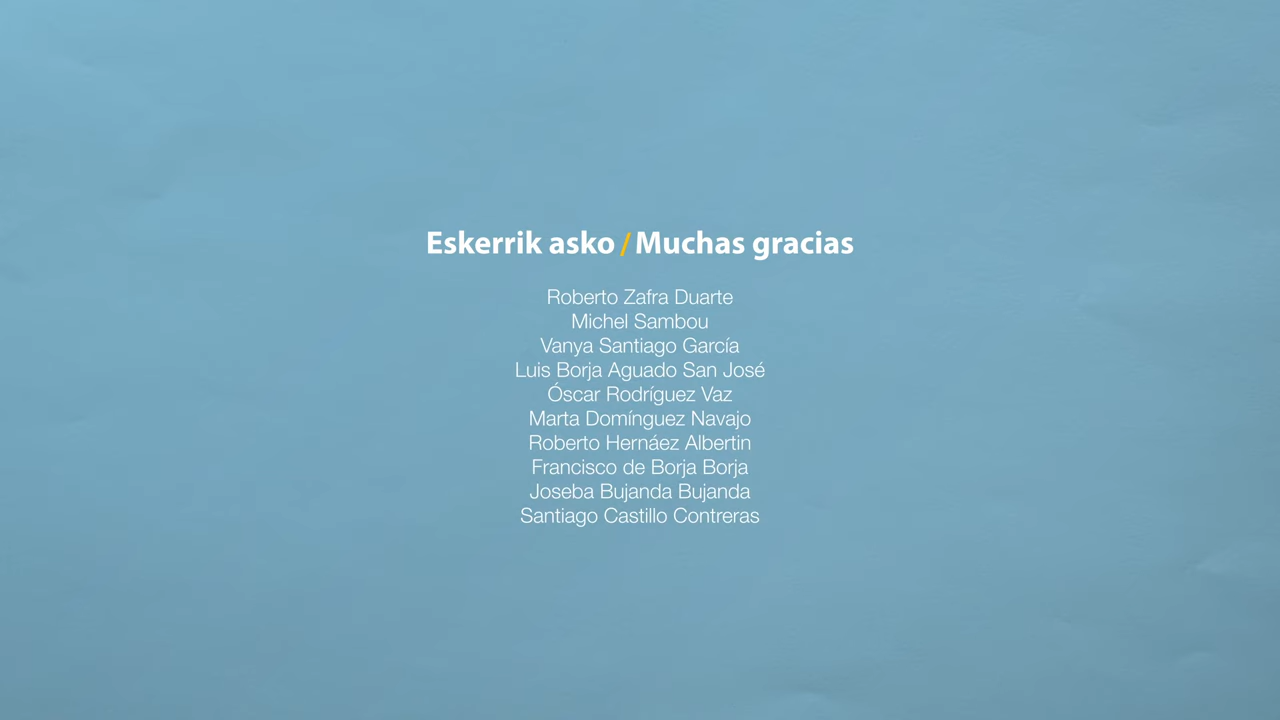 Eskerrik asko / Muchas gracias
Roberto Zafra Duarte
Michel Sambou
Vanya Santiago García
Luis Borja Aguado San José
Óscar Rodríguez Vaz
Marta Domínguez Navajo
Roberto Hernáez Albertin
Francisco de Borja Borja
Joseba Bujanda Bujanda
Santiago Castillo Contreras